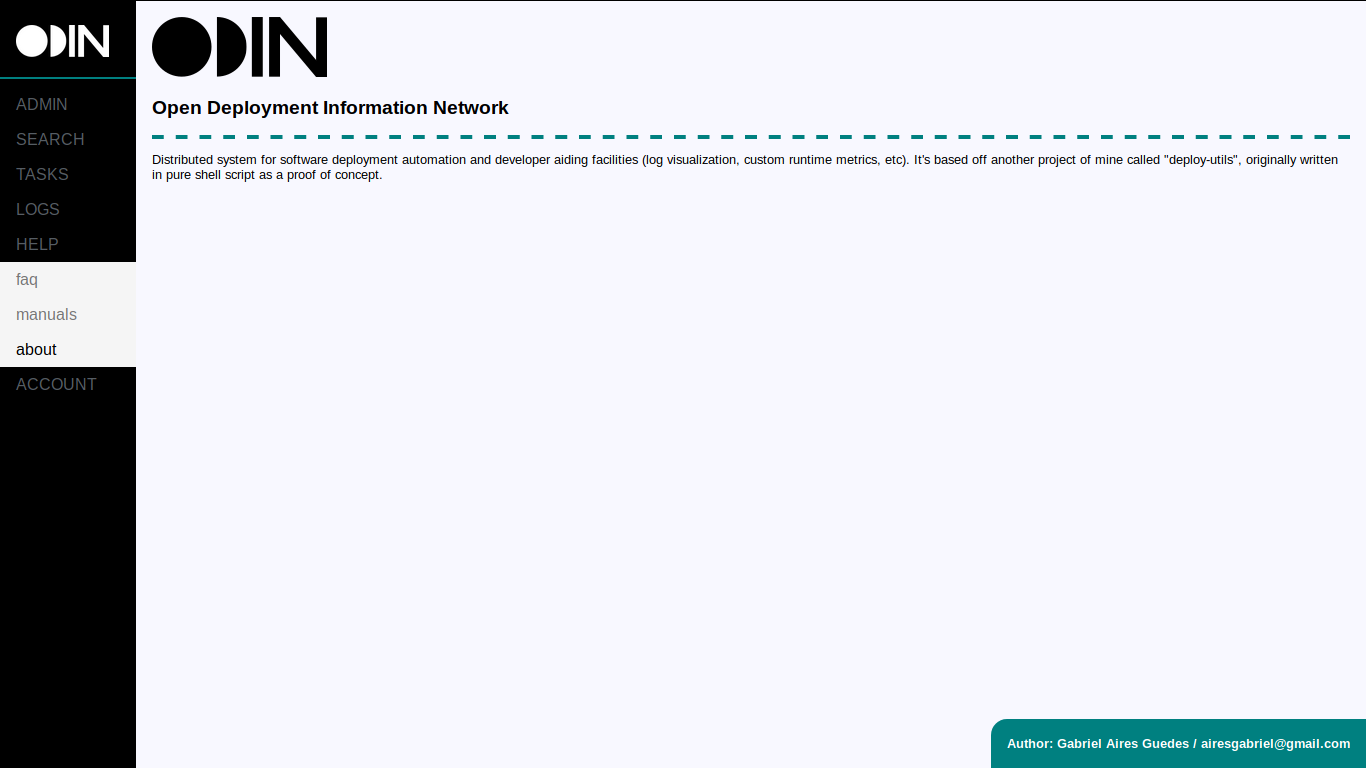 ODIN
ADMIN
SEARCH
TASKS
LOGS
HELP
faq
manuals
about
ACCOUNT
ODIN
Open Deployment Information Network
Distributed system for software deployment automation and developer aiding facilities (log visualization, custom runtime metrics, etc). It's based off another project of mine called "deploy-utils", originally written
in pure shell script as a proof of concept.
Author: Gabriel Aires Guedes / airesgabriel@gmail.com